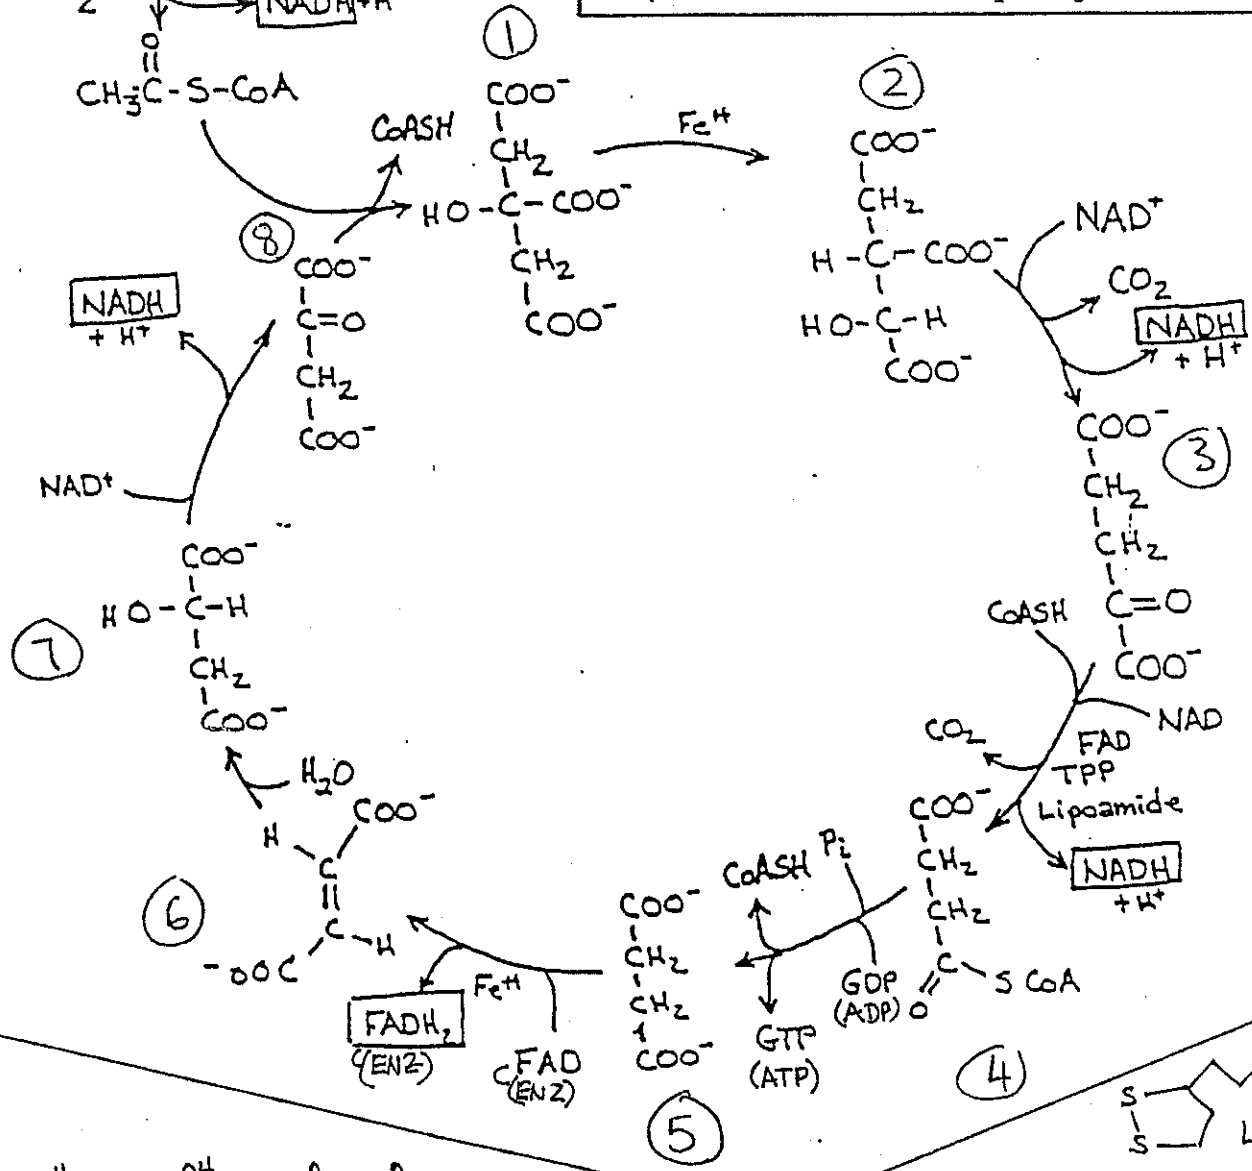 2
NADH + H
O
CH3-C-S-CoA
CoASH
1
COO-
CH2
HO-C-COO-
CH2
COO-
Fe++
2
COO-
CH2
H-C-COO-
HO-C-H
COO-
NAD+
CO2
NADH
+ H+
3
COO-
CH2
CH2
C=O
COO-
CoASH
NAD
CO2
FAD
TPP
Lipoamide
NADH
+ H+
4
COO-
CH2
CH2
C-S CoA
O
Pi
CoASH
GDP
(ADP)
GTP
(ATP)
5
COO-
CH2
CH2
COO-
Fe++
FAD
(ENZ)
FADH2
(ENZ)
6
COO-
H
C
C-H
-OOC
H2O
7
COO-
HO-C-H
CH2
COO-
NAD+
NADH
+ H+
8
COO-
C=O
CH2
COO-
S
S
L